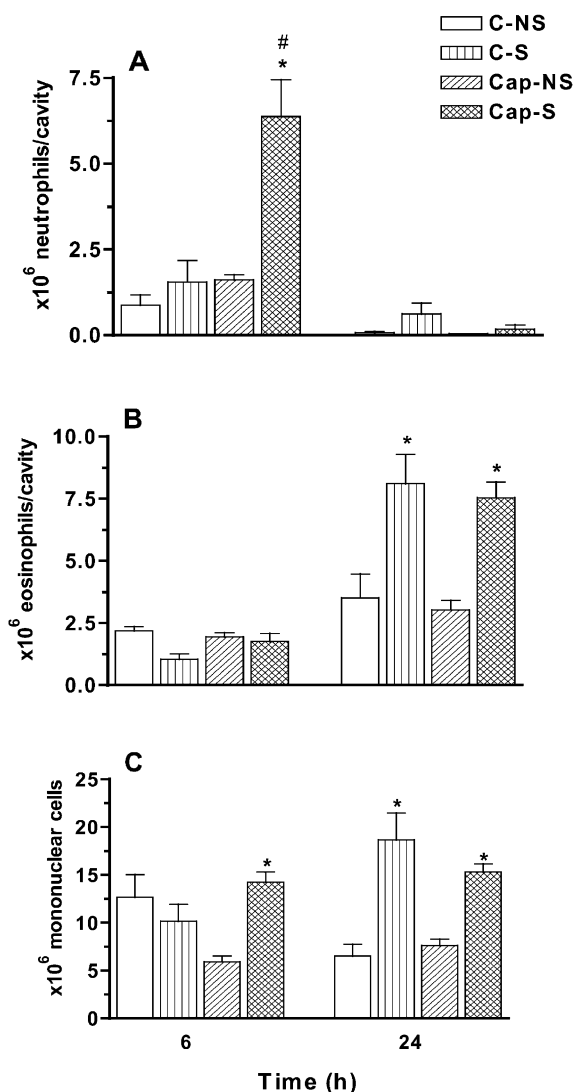 C-NS
C-S
Cap-NS
Cap-S
A
#
*
7.5
5.0
2.5
0.0
x10⁶ neutrophils/cavity
B
*
*
10.0
7.5
5.0
2.5
0.0
x10⁶ eosinophils/cavity
C
*
*
*
25
20
15
10
5
0
x10⁶ mononuclear cells
6 24
Time (h)